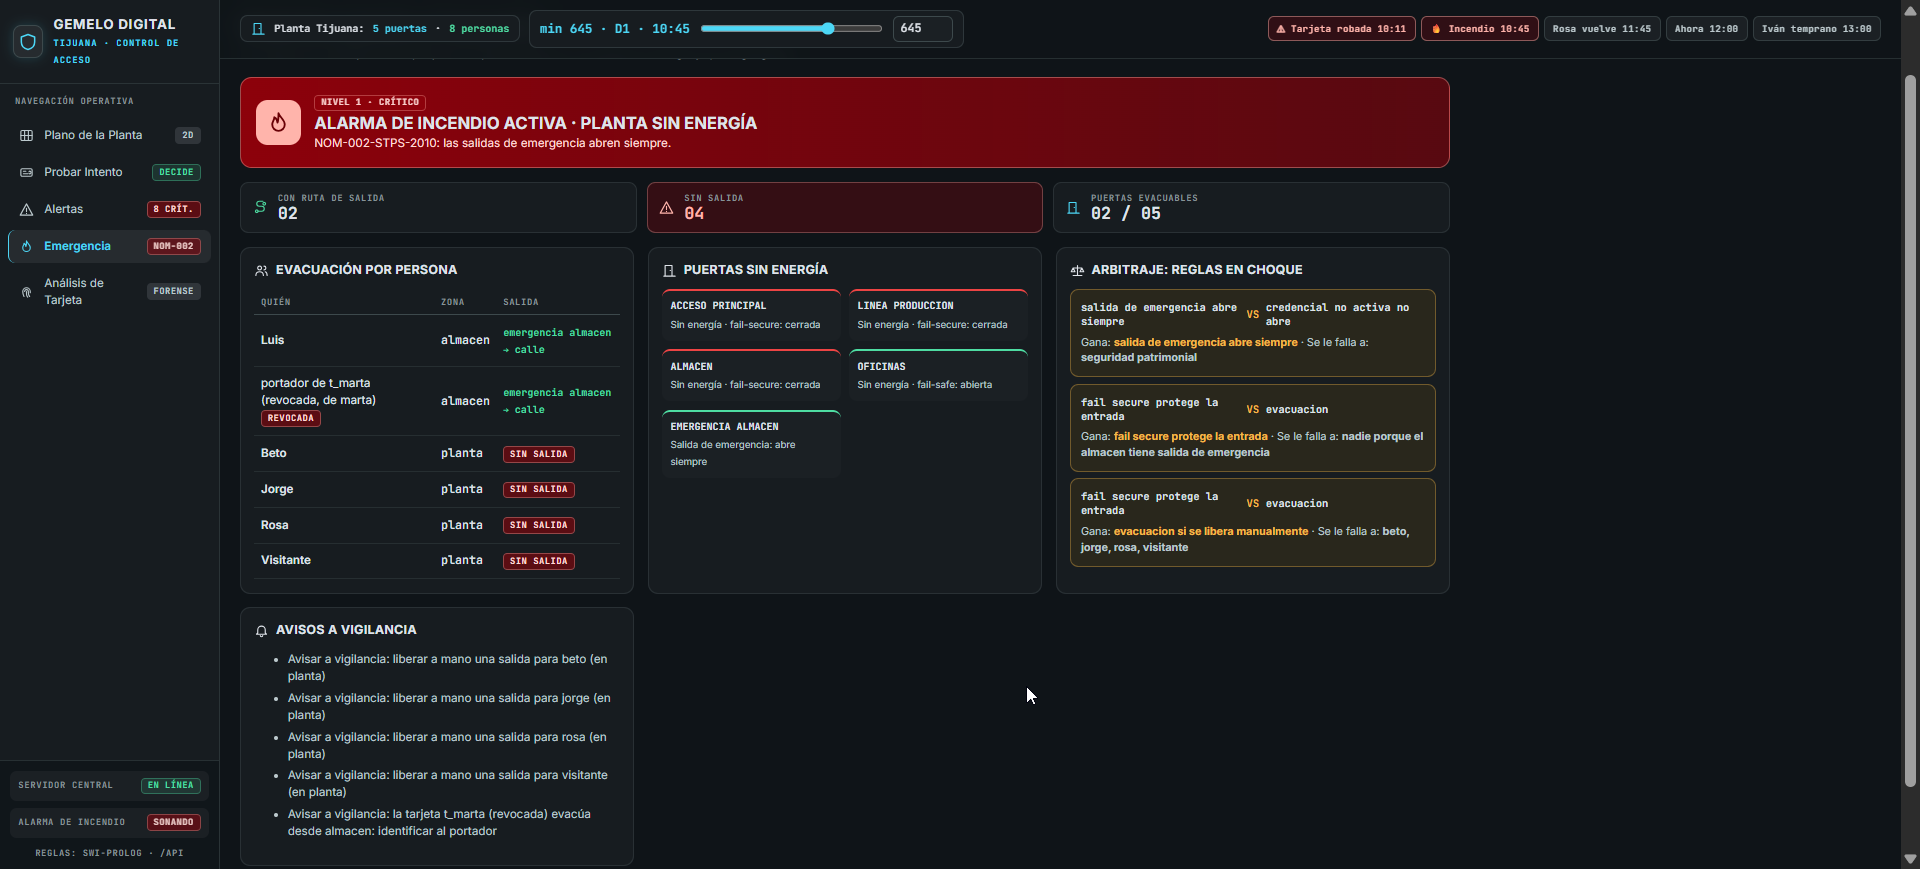 GEMELO DIGITAL
TIJUANA · CONTROL DE
ACCESO
NAVEGACIÓN OPERATIVA
Plano de la Planta
2D
Probar Intento
DECIDE
Alertas
8 CRÍT.
Emergencia
NOM-002
Análisis de
Tarjeta
FORENSE
SERVIDOR CENTRAL
EN LÍNEA
ALARMA DE INCENDIO
SONANDO
REGLAS: SWI-PROLOG · /API
Planta Tijuana: 5 puertas · 8 personas
min 645 · D1 · 10:45
645
Tarjeta robada 10:11
Incendio 10:45
Rosa vuelve 11:45
Ahora 12:00
Iván temprano 13:00
NIVEL 1 · CRÍTICO
ALARMA DE INCENDIO ACTIVA · PLANTA SIN ENERGÍA
NOM-002-STPS-2010: las salidas de emergencia abren siempre.
CON RUTA DE SALIDA
02
SIN SALIDA
04
PUERTAS EVACUABLES
02 / 05
EVACUACIÓN POR PERSONA
QUIÉN ZONA SALIDA
Luis almacen emergencia almacen
→ calle
portador de t_marta
(revocada, de marta)
REVOCADA
almacen
emergencia almacen
→ calle
Beto planta SIN SALIDA
Jorge planta SIN SALIDA
Rosa planta SIN SALIDA
Visitante planta SIN SALIDA
PUERTAS SIN ENERGÍA
ACCESO PRINCIPAL
Sin energía · fail-secure: cerrada
LINEA PRODUCCION
Sin energía · fail-secure: cerrada
ALMACEN
Sin energía · fail-secure: cerrada
OFICINAS
Sin energía · fail-safe: abierta
EMERGENCIA ALMACEN
Salida de emergencia: abre
siempre
ARBITRAJE: REGLAS EN CHOQUE
salida de emergencia abre
siempre
VS
credencial no activa no
abre
Gana: salida de emergencia abre siempre · Se le falla a:
seguridad patrimonial
fail secure protege la
entrada
VS evacuacion
Gana: fail secure protege la entrada · Se le falla a: nadie porque el
almacen tiene salida de emergencia
fail secure protege la
entrada
VS evacuacion
Gana: evacuacion si se libera manualmente · Se le falla a: beto,
jorge, rosa, visitante
AVISOS A VIGILANCIA
• Avisar a vigilancia: liberar a mano una salida para beto (en
planta)
• Avisar a vigilancia: liberar a mano una salida para jorge (en
planta)
• Avisar a vigilancia: liberar a mano una salida para rosa (en
planta)
• Avisar a vigilancia: liberar a mano una salida para visitante
(en planta)
• Avisar a vigilancia: la tarjeta t_marta (revocada) evacúa
desde almacen: identificar al portador